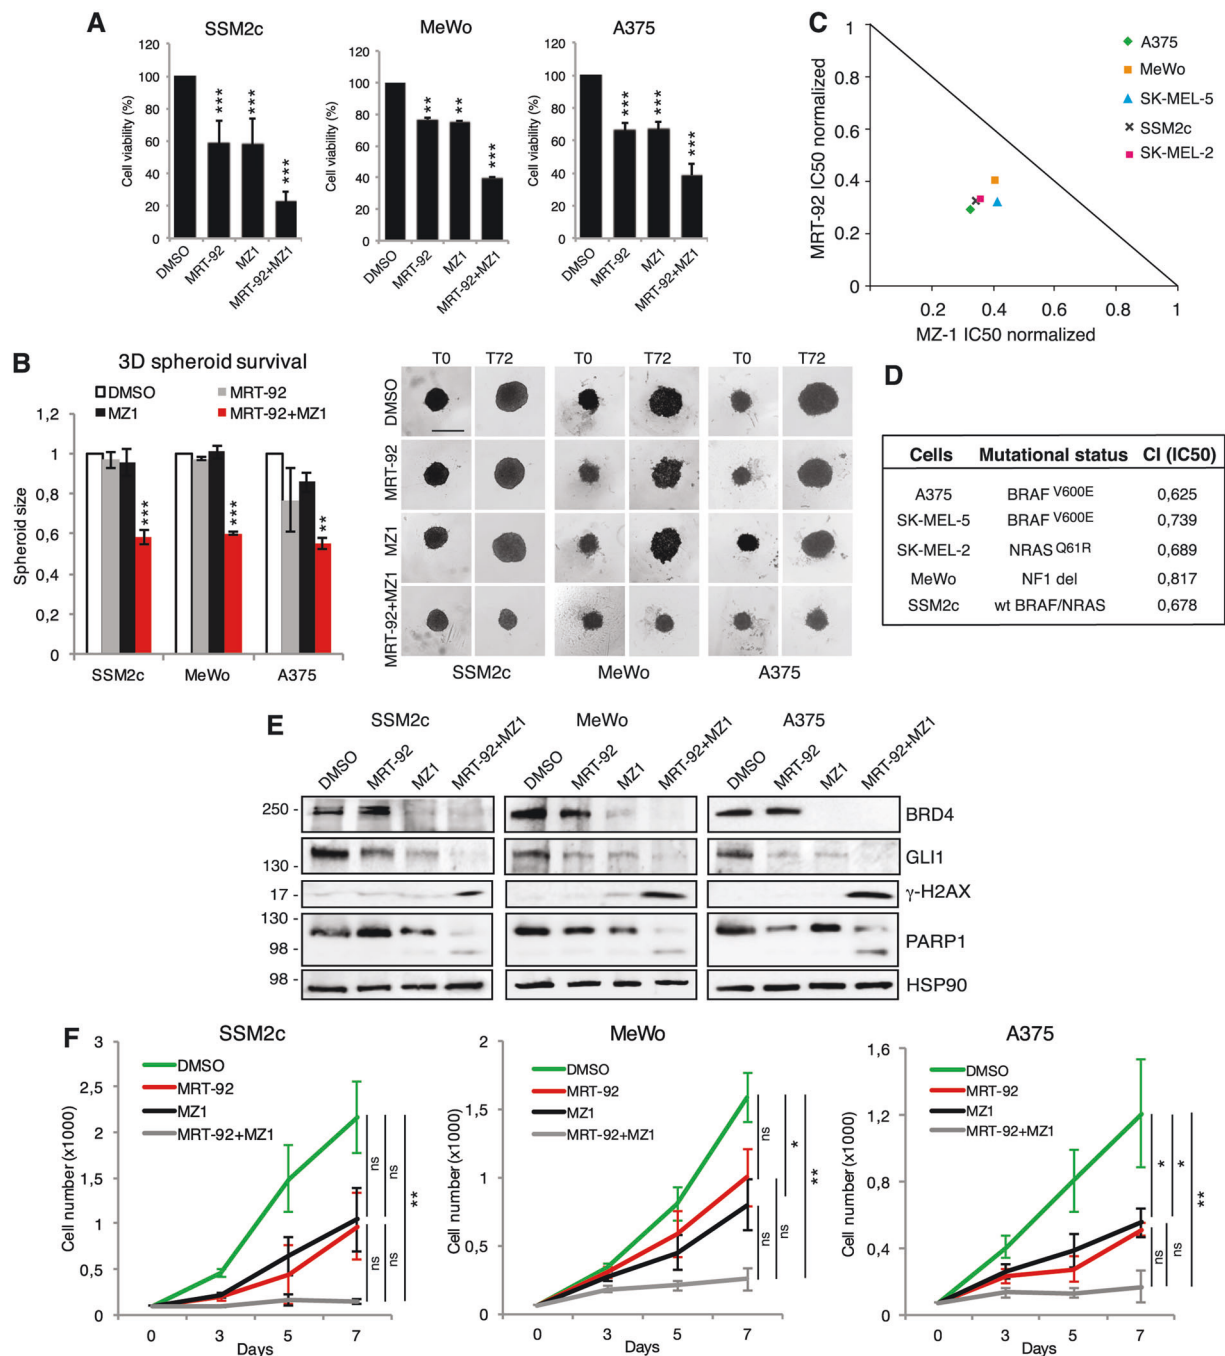 A
SSM2c
MeWo
A375
Cell viability (%)
120
100
80
60
40
20
0
***
***
***
DMSO
MRT-92
MZ1
MRT-92+MZ1
Cell viability (%)
120
100
80
60
40
20
0
**
**
***
DMSO
MRT-92
MZ1
MRT-92+MZ1
Cell viability (%)
120
100
80
60
40
20
0
***
***
***
DMSO
MRT-92
MZ1
MRT-92+MZ1
C
MRT-92 IC50 normalized
1
0.8
0.6
0.4
0.2
0
0.2
0.4
0.6
0.8
1
MZ-1 IC50 normalized
A375
MeWo
SK-MEL-5
SSM2c
SK-MEL-2
B
3D spheroid survival
DMSO
MRT-92
MZ1
MRT-92+MZ1
Spheroid size
1,2
1
0,8
0,6
0,4
0,2
0
***
***
**
SSM2c
MeWo
A375
T0
T72
T0
T72
T0
T72
DMSO
MRT-92
MZ1
MRT-92+MZ1
SSM2c
MeWo
A375
D
Cells Mutational status CI (IC50)
A375 BRAF V600E 0,625
SK-MEL-5 BRAF V600E 0,739
SK-MEL-2 NRAS Q61R 0,689
MeWo NF1 del 0,817
SSM2c wt BRAF/NRAS 0,678
E
SSM2c
MeWo
A375
DMSO
MRT-92
MZ1
MRT-92+MZ1
DMSO
MRT-92
MZ1
MRT-92+MZ1
DMSO
MRT-92
MZ1
MRT-92+MZ1
250 -
BRD4
130 -
GLI1
17 -
γ-H2AX
130 -
98 -
PARP1
98 -
HSP90
F
SSM2c
DMSO
MRT-92
MZ1
MRT-92+MZ1
Cell number (x1000)
3
2,5
2
1,5
1
0,5
0
ns
ns
**
ns
ns
0
3
5
7
Days
MeWo
DMSO
MRT-92
MZ1
MRT-92+MZ1
Cell number (x1000)
2
1,5
1
0,5
0
ns
*
**
ns
ns
0
3
5
7
Days
A375
DMSO
MRT-92
MZ1
MRT-92+MZ1
Cell number (x1000)
1,6
1,2
0,8
0,4
0
*
*
**
ns
ns
0
3
5
7
Days